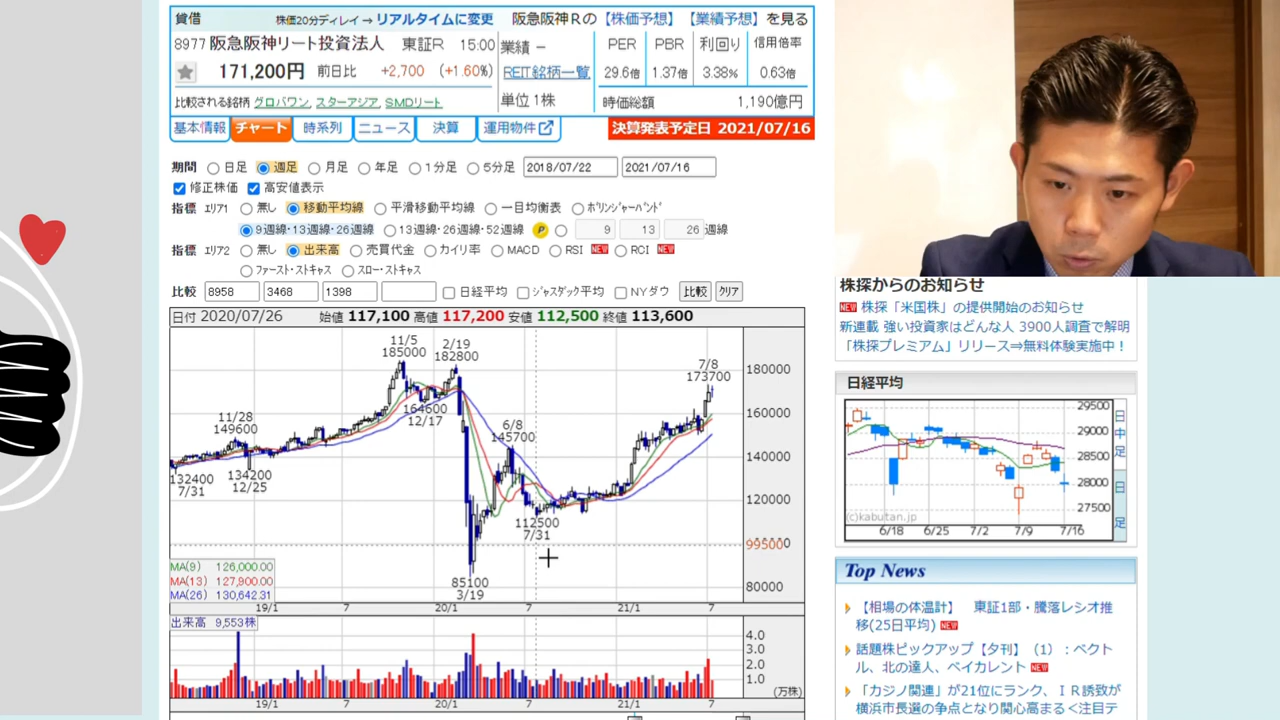 貸借 株価20分ディレイ → リアルタイムに変更 阪急阪神Rの【株価予想】【業績予想】を見る
8977 阪急阪神リート投資法人 東証R 15:00 業績 － PER PBR 利回り 信用倍率
171,200円 前日比 +2,700 (+1.60%) REIT銘柄一覧 29.6倍 1.37倍 3.38% 0.63倍
比較される銘柄 グロバワン, スターアジア, SMDリート 単位 1株 時価総額 1,190億円
基本情報 チャート 時系列 ニュース 決算 運用物件 決算発表予定日 2021/07/16
期間 日足 週足 月足 年足 1分足 5分足 2018/07/22 2021/07/16
修正株価 高安値表示
指標 エリア1 無し 移動平均線 平滑移動平均線 一目均衡表 ボリンジャーバンド
9週線・13週線・26週線 13週線・26週線・52週線 P 9 13 26 週線
指標 エリア2 無し 出来高 売買代金 カイリ率 MACD RSI NEW RCI NEW
ファースト・ストキャス スロー・ストキャス
比較 8958 3468 1398 日経平均 ジャスダック平均 NYダウ 比較 クリア
日付 2020/07/26 始値 117,100 高値 117,200 安値 112,500 終値 113,600
11/5
185000
2/19
182800
7/8
173700
180000
164600
12/17
160000
11/28
149600
6/8
145700
140000
134200
12/25
132400
7/31
120000
112500
7/31
99500
85100
3/19
80000
MA(9) 126,000.00
MA(13) 127,900.00
MA(26) 130,642.31
19/1 7 20/1 7 21/1 7
出来高 9,553株
4.0
3.0
2.0
1.0
(万株)
19/1 7 20/1 7 21/1 7
株探からのお知らせ
NEW 株探「米国株」の提供開始のお知らせ
新連載 強い投資家はどんな人 3900人調査で解明
「株探プレミアム」リリース⇒無料体験実施中！
日経平均
29500
29000
28500
28000
27500
(c)kabutan.jp
6/18 6/25 7/2 7/9 7/16
日中足
日足
Top News
【相場の体温計】 東証1部・騰落レシオ推
移(25日平均) NEW
話題株ピックアップ【夕刊】（1）：ベクト
ル、北の達人、ベイカレント NEW
「カジノ関連」が21位にランク、ＩＲ誘致が
横浜市長選の争点となり関心高まる＜注目テ